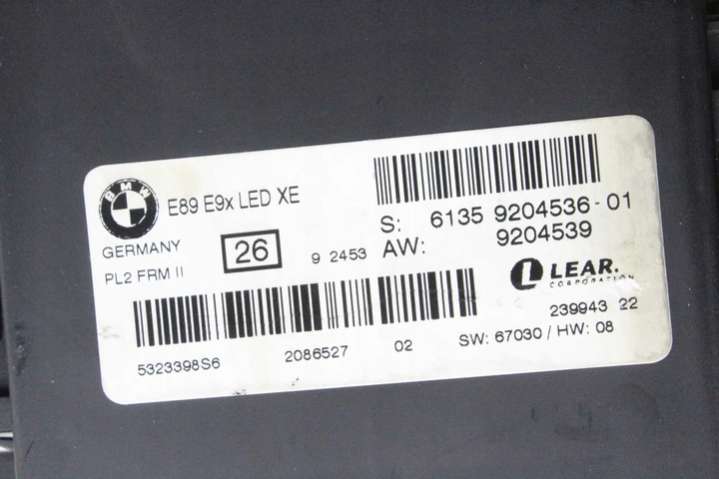 BMW
E89 E9x LED XE
GERMANY
PL2 FRM II
26
9 2453
S: 6135 9204536-01
AW: 9204539
L LEAR.
CORPORATION
239943 22
SW: 67030 / HW: 08
5323398S6 2086527 02